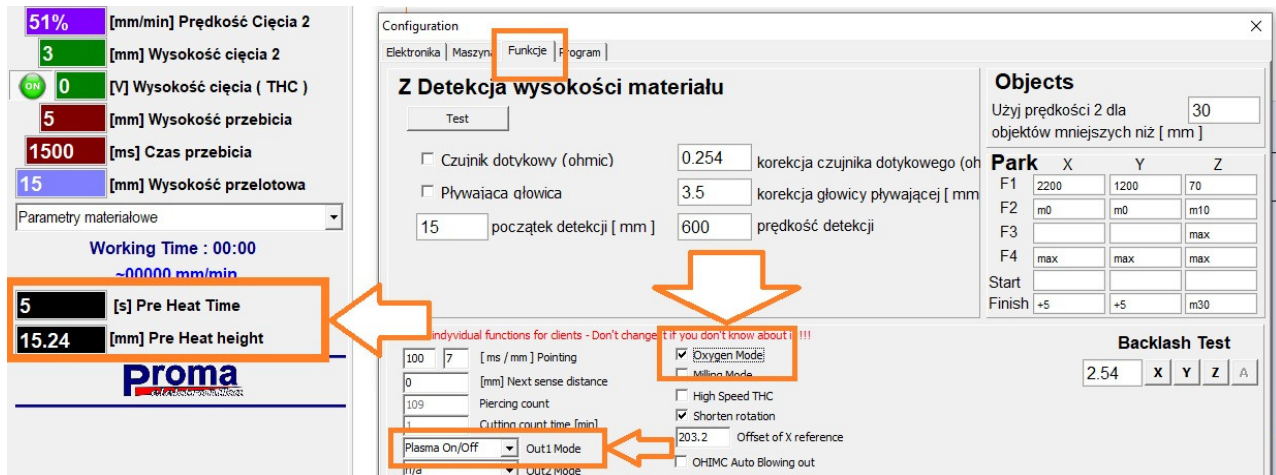 51% [mm/min] Prędkość Cięcia 2
3 [mm] Wysokość cięcia 2
ON 0 [V] Wysokość cięcia ( THC )
5 [mm] Wysokość przebicia
1500 [ms] Czas przebicia
15 [mm] Wysokość przelotowa
Parametry materiałowe
Working Time : 00:00
~00000 mm/min
5 [s] Pre Heat Time
15.24 [mm] Pre Heat height
Proma
Configuration
Elektronika Maszyna Funkcje Program
Z Detekcja wysokości materiału
Test
Czujnik dotykowy (ohmic) 0.254 korekcja czujnika dotykowego (oh
Pływająca głowica 3.5 korekcja głowicy pływającej [ mm
15 początek detekcji [ mm ] 600 prędkość detekcji
Objects
Użyj prędkości 2 dla 30
objektów mniejszych niż [ mm ]
Park X Y Z
F1 2200 1200 70
F2 m0 m0 m10
F3 max
F4 max max max
Start
Finish +5 +5 m30
indyvidual functions for clients - Don't change it if you don't know about it !!!
100 7 [ ms / mm ] Pointing
0 [mm] Next sense distance
109 Piercing count
1 Cutting count time [min]
Plasma On/Off Out1 Mode
n/a Out2 Mode
Oxygen Mode
Milling Mode
High Speed THC
Shorten rotation
203.2 Offset of X reference
OHIMC Auto Blowing out
Backlash Test
2.54 X Y Z A